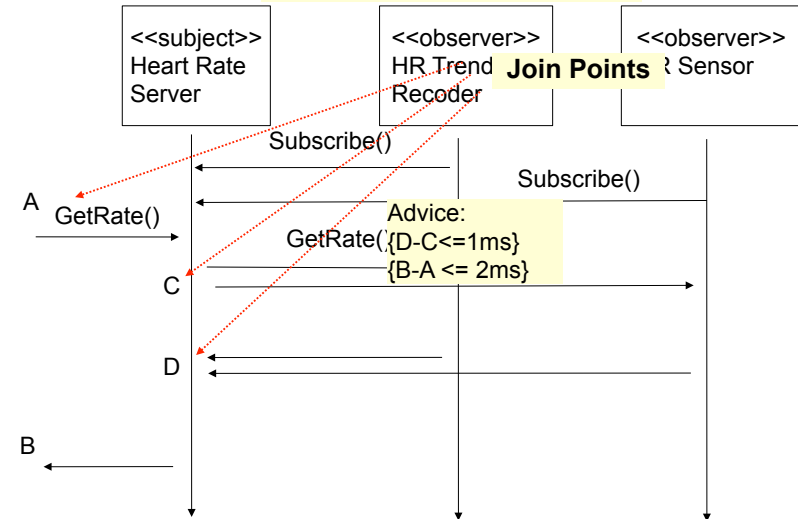 <<subject>>
Heart Rate
Server
<<observer>>
HR Trend
Recoder
<<observer>>
R Sensor
Join Points
Subscribe()
Subscribe()
A
GetRate()
GetRate()
Advice:
{D-C<=1ms}
{B-A <= 2ms}
C
D
B